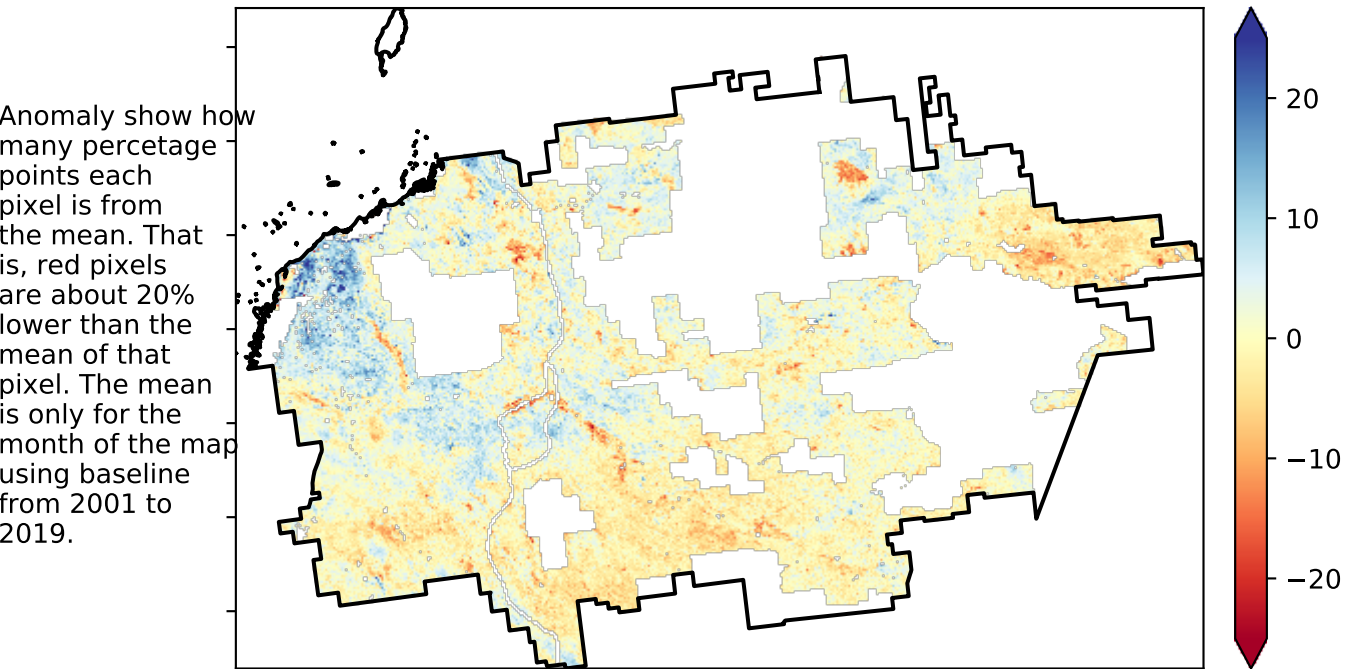 Anomaly show how
many percetage
points each
pixel is from
the mean. That
is, red pixels
are about 20%
lower than the
mean of that
pixel. The mean
is only for the
month of the map
using baseline
from 2001 to
2019.
20
10
0
−10
−20